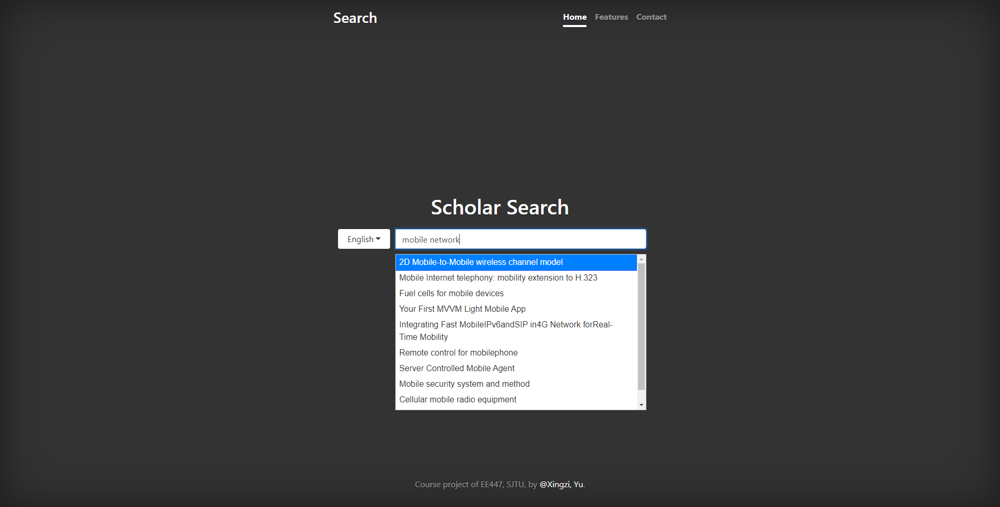 Search
Home Features Contact
Scholar Search
English
mobile network
2D Mobile-to-Mobile wireless channel model
Mobile Internet telephony: mobility extension to H.323
Fuel cells for mobile devices
Your First MVVM Light Mobile App
Integrating Fast MobileIPv6andSIP in4G Network forReal-
Time Mobility
Remote control for mobilephone
Server Controlled Mobile Agent
Mobile security system and method
Cellular mobile radio equipment
Course project of EE447, SJTU, by @Xingzi, Yu.